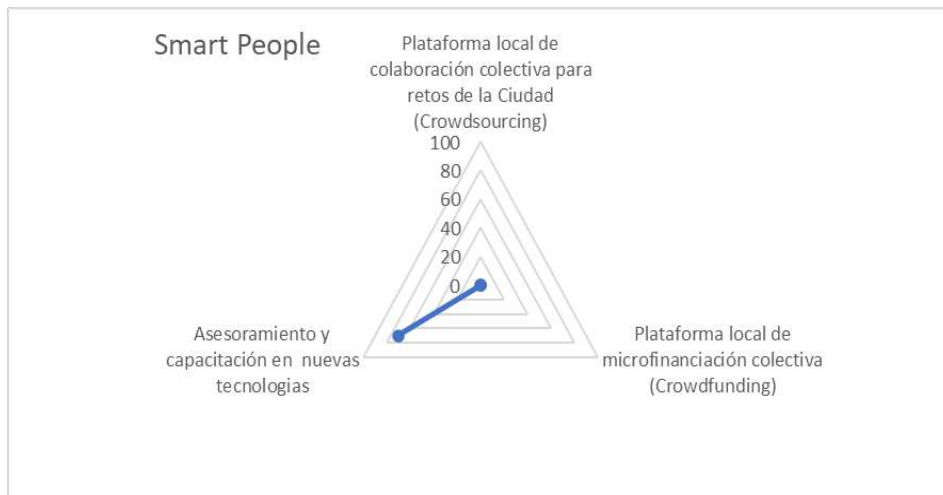 Smart People
Plataforma local de
colaboración colectiva para
retos de la Ciudad
(Crowdsourcing)
100
80
60
40
20
0
Asesoramiento y
capacitación en nuevas
tecnologias
Plataforma local de
microfinanciación colectiva
(Crowdfunding)